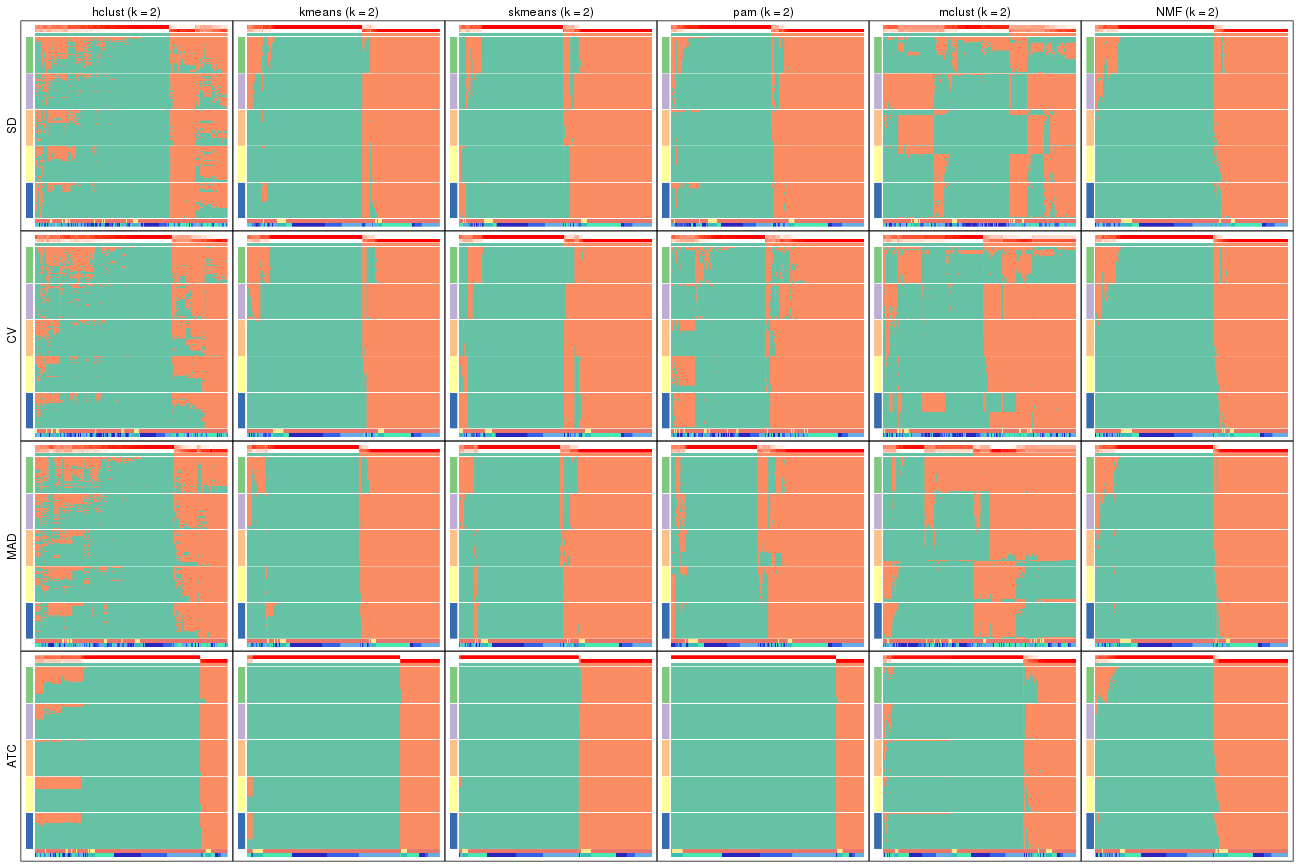 hclust (k = 2)
kmeans (k = 2)
skmeans (k = 2)
pam (k = 2)
mclust (k = 2)
NMF (k = 2)
SD
CV
MAD
ATC